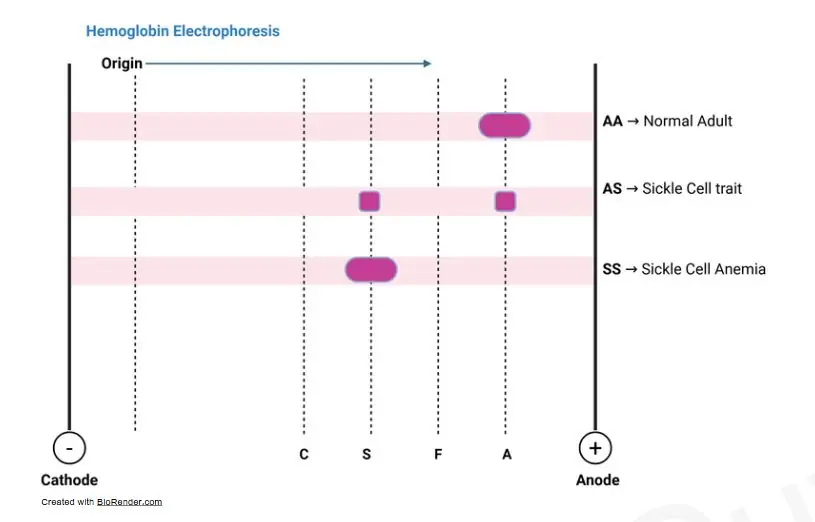 Hemoglobin Electrophoresis
Origin
AA → Normal Adult
AS → Sickle Cell trait
SS → Sickle Cell Anemia
- +
C S F A
Cathode Anode
Created with BioRender.com